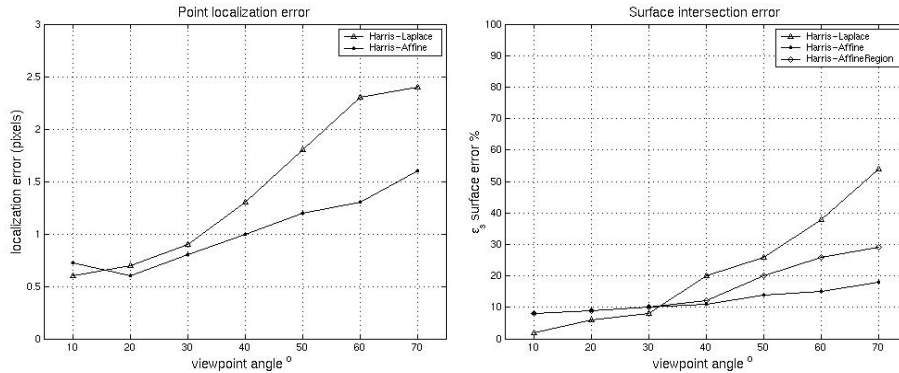 Point localization error
3
2.5
2
1.5
1
0.5
0
localization error (pixels)
Harris-Laplace
Harris-Affine
10 20 30 40 50 60 70
viewpoint angle °
Surface intersection error
100
90
80
70
60
50
40
30
20
10
0
εs surface error %
Harris-Laplace
Harris-Affine
Harris-AffineRegion
10 20 30 40 50 60 70
viewpoint angle °